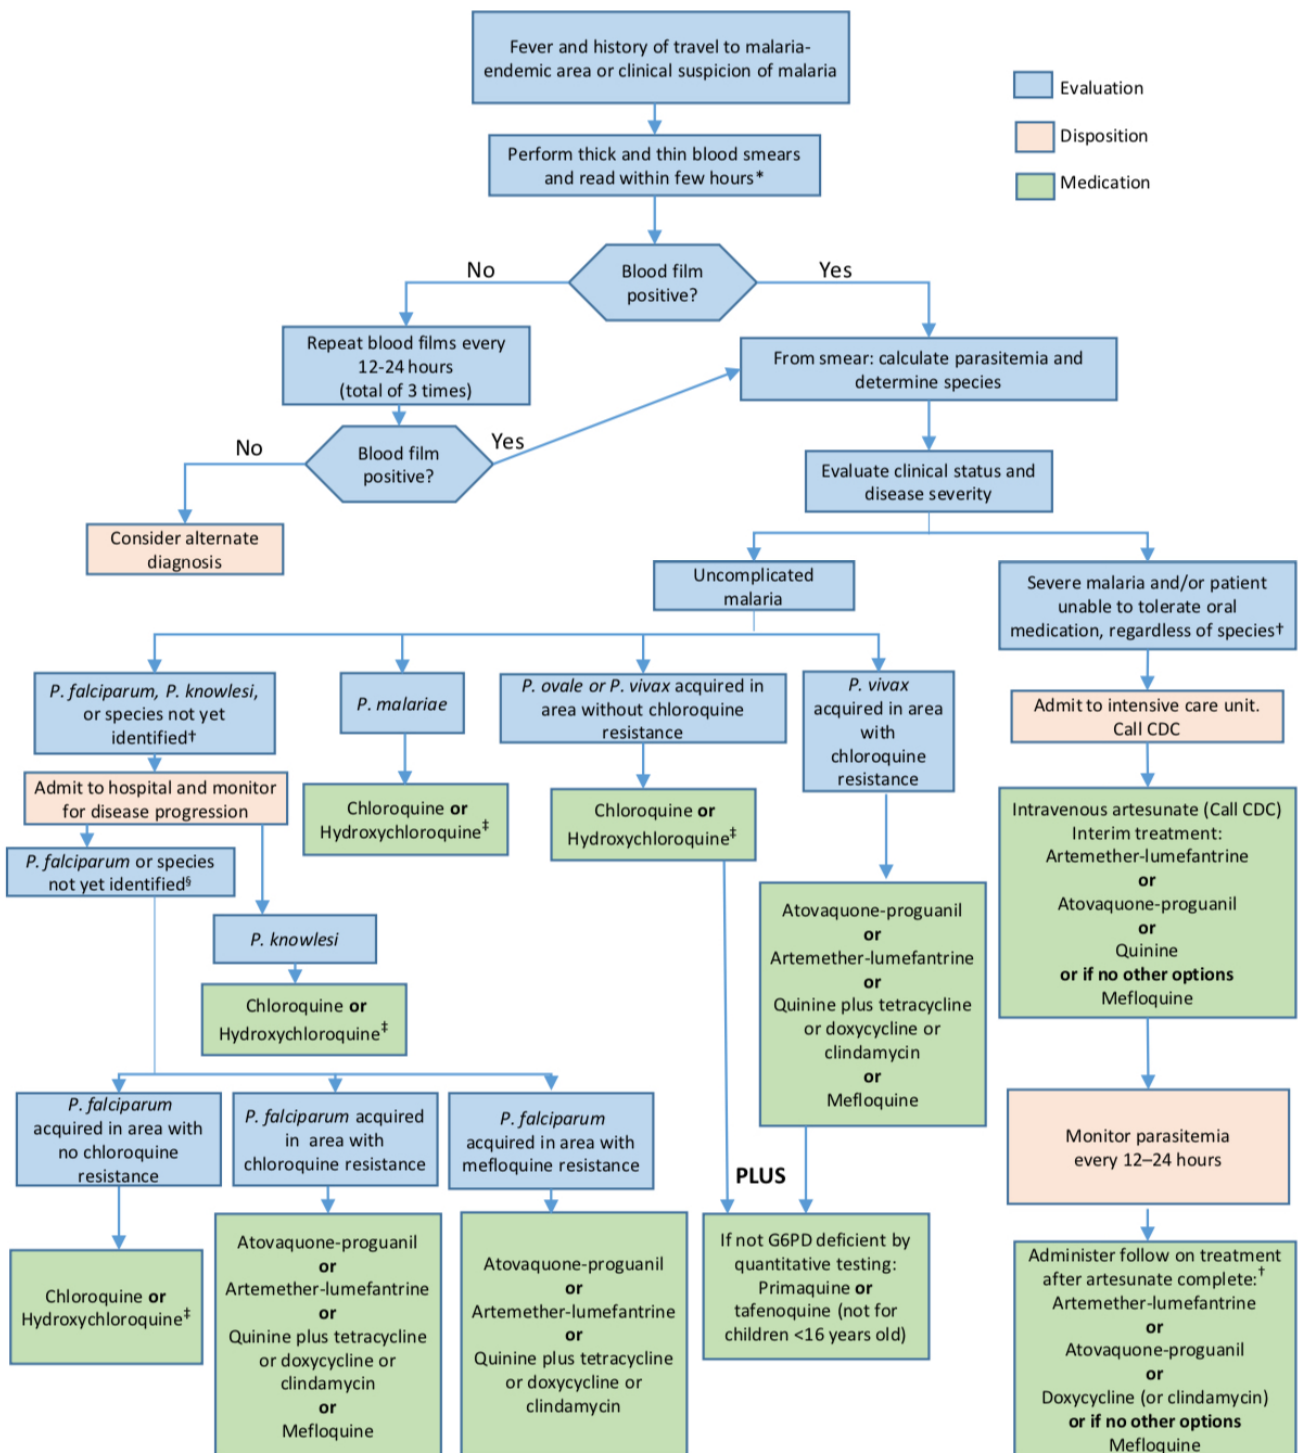 Fever and history of travel to malaria-
endemic area or clinical suspicion of malaria
Evaluation
Disposition
Medication
Perform thick and thin blood smears
and read within few hours*
Blood film
positive?
No
Yes
Repeat blood films every
12-24 hours
(total of 3 times)
From smear: calculate parasitemia and
determine species
Blood film
positive?
No
Yes
Consider alternate
diagnosis
Evaluate clinical status and
disease severity
Uncomplicated
malaria
Severe malaria and/or patient
unable to tolerate oral
medication, regardless of species†
P. falciparum, P. knowlesi,
or species not yet
identified†
P. malariae
P. ovale or P. vivax acquired in
area without chloroquine
resistance
P. vivax
acquired in area
with
chloroquine
resistance
Admit to intensive care unit.
Call CDC
Admit to hospital and monitor
for disease progression
Chloroquine or
Hydroxychloroquine‡
Chloroquine or
Hydroxychloroquine‡
Intravenous artesunate (Call CDC)
Interim treatment:
Artemether-lumefantrine
or
Atovaquone-proguanil
or
Quinine
or if no other options
Mefloquine
P. falciparum or species
not yet identified§
P. knowlesi
Chloroquine or
Hydroxychloroquine‡
Atovaquone-proguanil
or
Artemether-lumefantrine
or
Quinine plus tetracycline
or doxycycline or
clindamycin
or
Mefloquine
P. falciparum
acquired in area with
no chloroquine
resistance
P. falciparum acquired
in area with
chloroquine resistance
P. falciparum
acquired in area with
mefloquine resistance
Monitor parasitemia
every 12–24 hours
PLUS
Chloroquine or
Hydroxychloroquine‡
Atovaquone-proguanil
or
Artemether-lumefantrine
or
Quinine plus tetracycline
or doxycycline or
clindamycin
or
Mefloquine
Atovaquone-proguanil
or
Artemether-lumefantrine
or
Quinine plus tetracycline
or doxycycline or
clindamycin
If not G6PD deficient by
quantitative testing:
Primaquine or
tafenoquine (not for
children <16 years old)
Administer follow on treatment
after artesunate complete:†
Artemether-lumefantrine
or
Atovaquone-proguanil
or
Doxycycline (or clindamycin)
or if no other options
Mefloquine